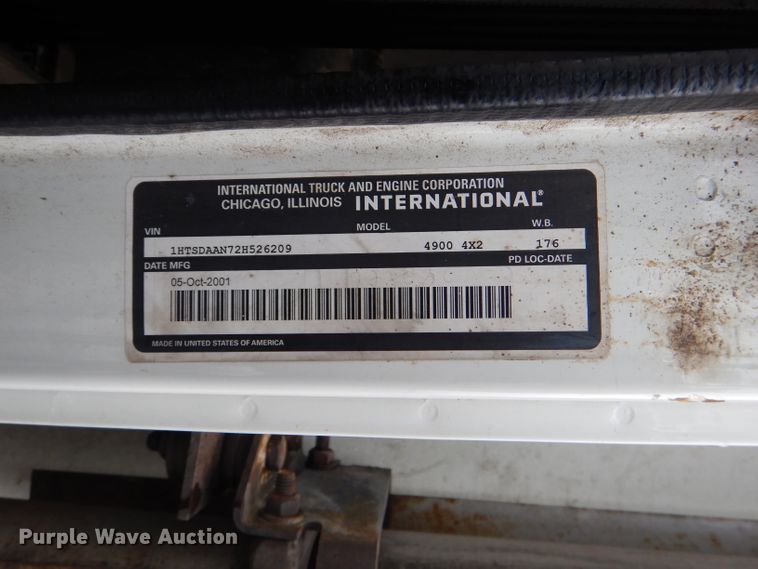 INTERNATIONAL TRUCK AND ENGINE CORPORATION
CHICAGO, ILLINOIS INTERNATIONAL®
VIN MODEL W.B.
1HTSDAAN72H526209 4900 4X2 176
DATE MFG PD LOC-DATE
05-Oct-2001
MADE IN UNITED STATES OF AMERICA
Purple Wave Auction